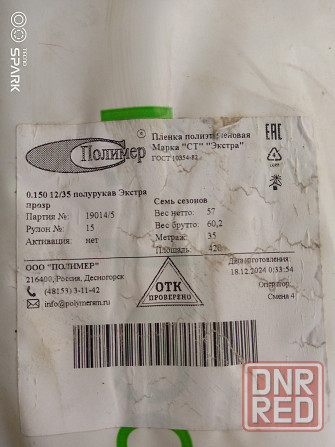 SPARK
Полимер
®
Пленка полиэтиленовая
Марка "СТ" "Экстра"
ГОСТ 10354-82
EAC
0.150 12/35 полурукав Экстра
прозр
Партия №: 19014/5
Рулон №: 15
Активация: нет
Семь сезонов
Вес нетто: 57
Вес брутто: 60,2
Метраж: 35
Площадь: 420
ООО "ПОЛИМЕР"
216400, Россия, Десногорск
(48153) 3-11-42
info@polymerim.ru
ОТК
ПРОВЕРЕНО
Дата изготовления:
18.12.2024 0:33:54
Оператор
Смена 4
DNR
RED